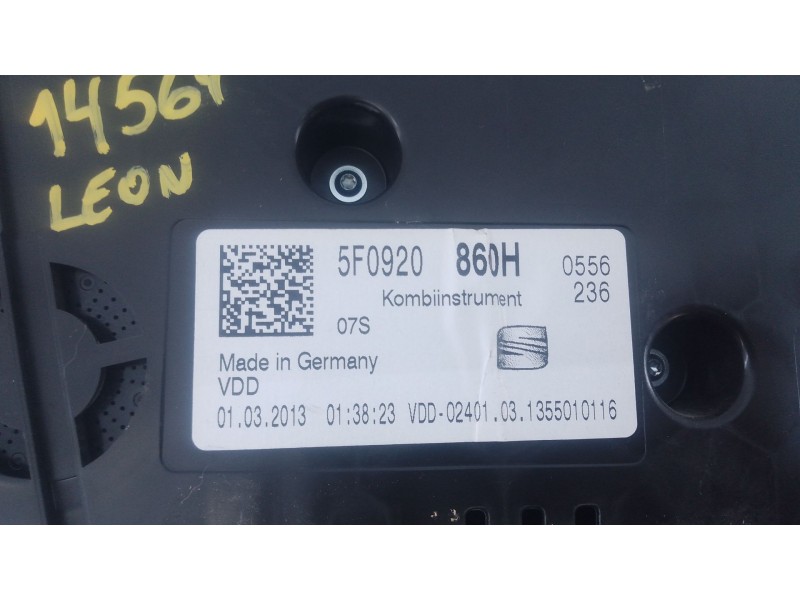 14564
LEON
5F0920 860H 0556
Kombiinstrument 236
07S
Made in Germany
VDD
01.03.2013 01:38:23 VDD-02401.03.1355010116